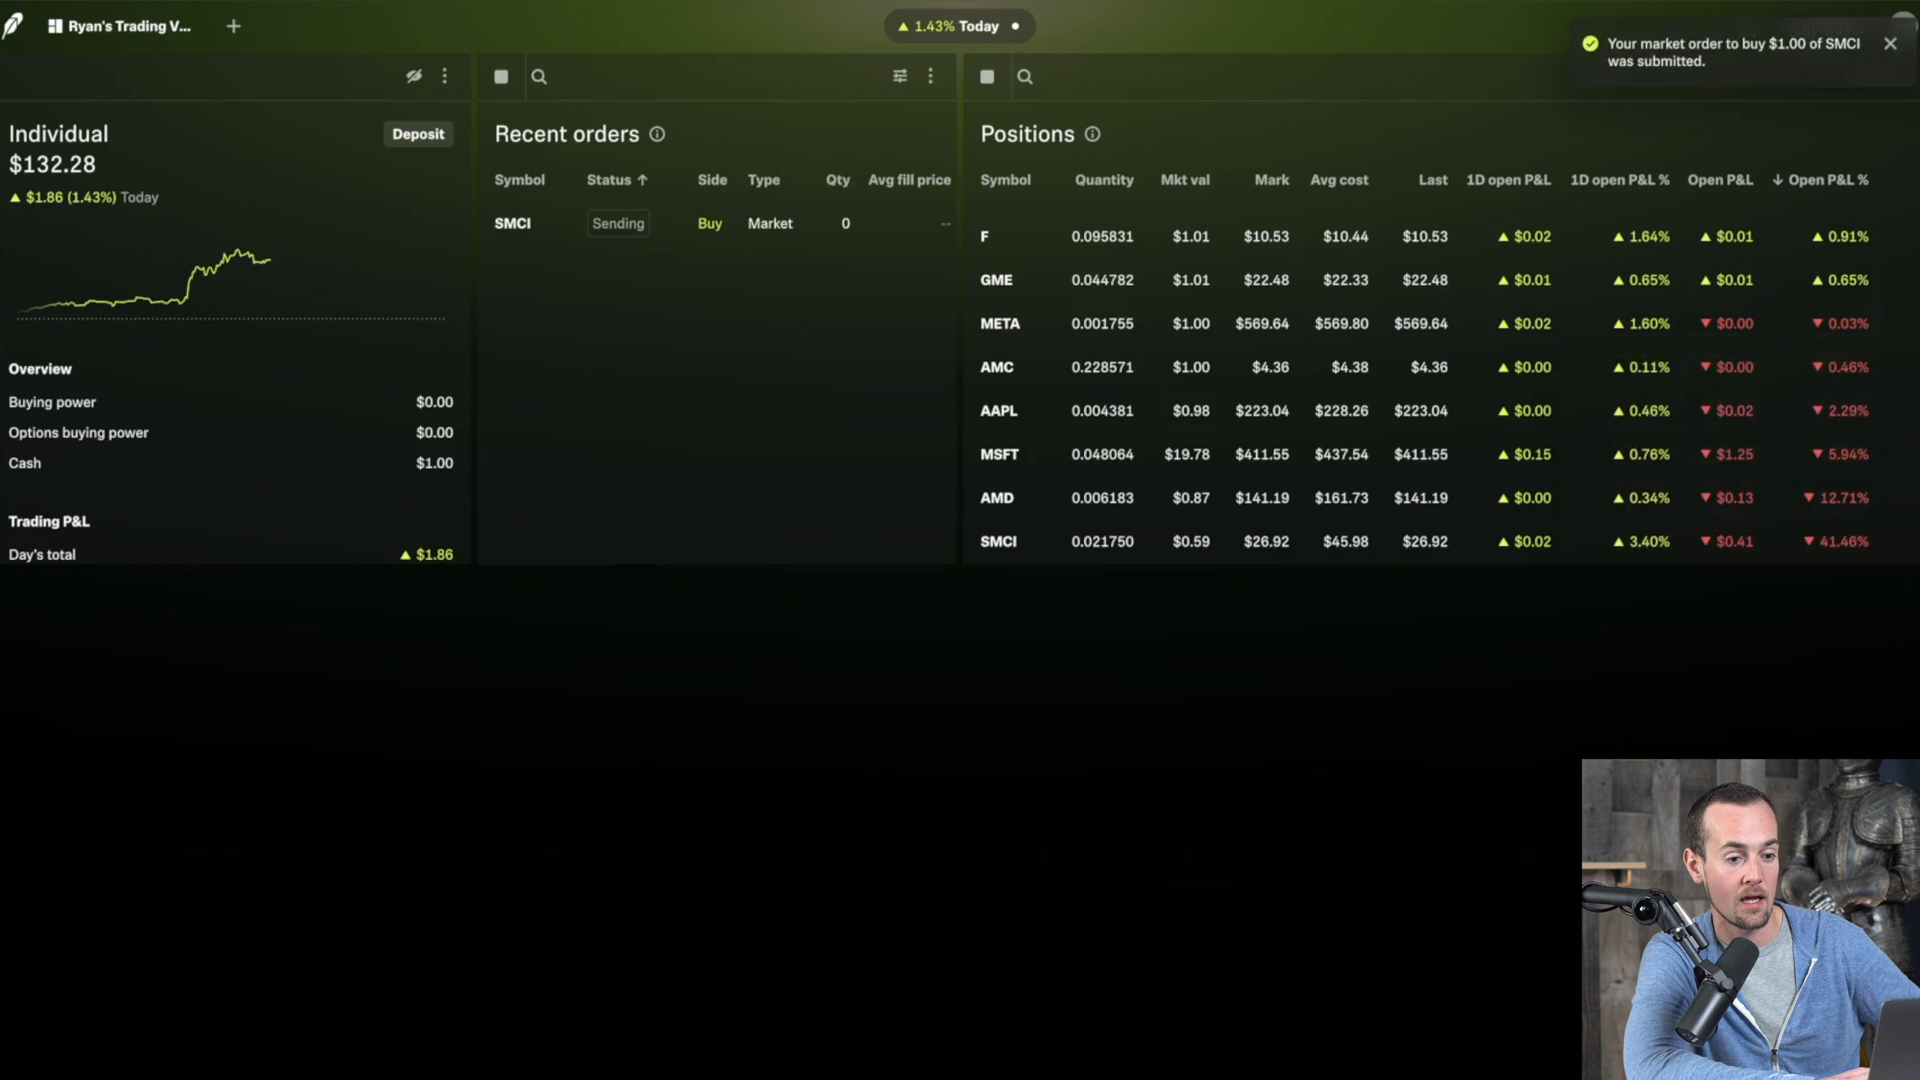 Ryan's Trading V...
1.43% Today
Your market order to buy $1.00 of SMCI
was submitted.
Individual
Deposit
$132.28
$1.86 (1.43%) Today
Overview
Buying power $0.00
Options buying power $0.00
Cash $1.00
Trading P&L
Day's total $1.86
Recent orders
Symbol Status Side Type Qty Avg fill price
SMCI Sending Buy Market 0 --
Positions
Symbol Quantity Mkt val Mark Avg cost Last 1D open P&L 1D open P&L % Open P&L Open P&L %
F 0.095831 $1.01 $10.53 $10.44 $10.53 $0.02 1.64% $0.01 0.91%
GME 0.044782 $1.01 $22.48 $22.33 $22.48 $0.01 0.65% $0.01 0.65%
META 0.001755 $1.00 $569.64 $569.80 $569.64 $0.02 1.60% $0.00 0.03%
AMC 0.228571 $1.00 $4.36 $4.38 $4.36 $0.00 0.11% $0.00 0.46%
AAPL 0.004381 $0.98 $223.04 $228.26 $223.04 $0.00 0.46% $0.02 2.29%
MSFT 0.048064 $19.78 $411.55 $437.54 $411.55 $0.15 0.76% $1.25 5.94%
AMD 0.006183 $0.87 $141.19 $161.73 $141.19 $0.00 0.34% $0.13 12.71%
SMCI 0.021750 $0.59 $26.92 $45.98 $26.92 $0.02 3.40% $0.41 41.46%